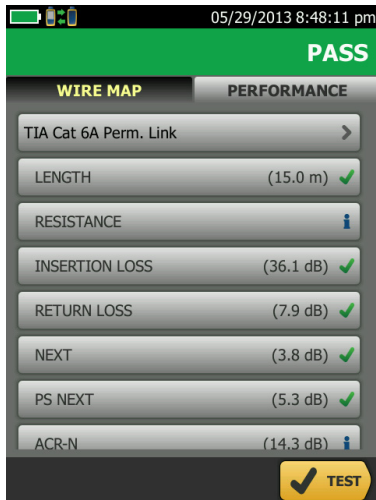 05/29/2013 8:48:11 pm
PASS
WIRE MAP PERFORMANCE
TIA Cat 6A Perm. Link
LENGTH (15.0 m)
RESISTANCE
INSERTION LOSS (36.1 dB)
RETURN LOSS (7.9 dB)
NEXT (3.8 dB)
PS NEXT (5.3 dB)
ACR-N (14.3 dB)
TEST